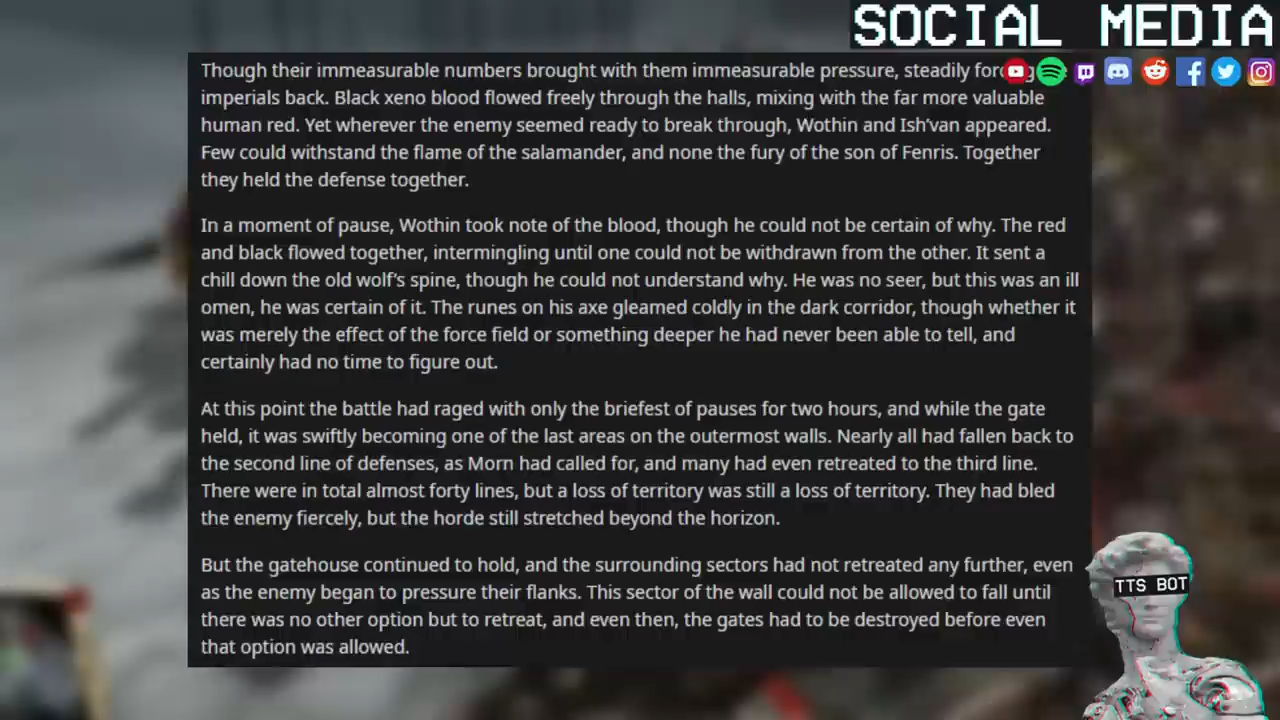 SOCIAL MEDIA
Though their immeasurable numbers brought with them immeasurable pressure, steadily
imperials back. Black xeno blood flowed freely through the halls, mixing with the far more valuable
human red. Yet wherever the enemy seemed ready to break through, Wothin and Ish'van appeared.
Few could withstand the flame of the salamander, and none the fury of the son of Fenris. Together
they held the defense together.
In a moment of pause, Wothin took note of the blood, though he could not be certain of why. The red
and black flowed together, intermingling until one could not be withdrawn from the other. It sent a
chill down the old wolf's spine, though he could not understand why. He was no seer, but this was an ill
omen, he was certain of it. The runes on his axe gleamed coldly in the dark corridor, though whether it
was merely the effect of the force field or something deeper he had never been able to tell, and
certainly had no time to figure out.
At this point the battle had raged with only the briefest of pauses for two hours, and while the gate
held, it was swiftly becoming one of the last areas on the outermost walls. Nearly all had fallen back to
the second line of defenses, as Morn had called for, and many had even retreated to the third line.
There were in total almost forty lines, but a loss of territory was still a loss of territory. They had bled
the enemy fiercely, but the horde still stretched beyond the horizon.
But the gatehouse continued to hold, and the surrounding sectors had not retreated any further, even
as the enemy began to pressure their flanks. This sector of the wall could not be allowed to fall until
there was no other option but to retreat, and even then, the gates had to be destroyed before even
that option was allowed.
TTS BOT